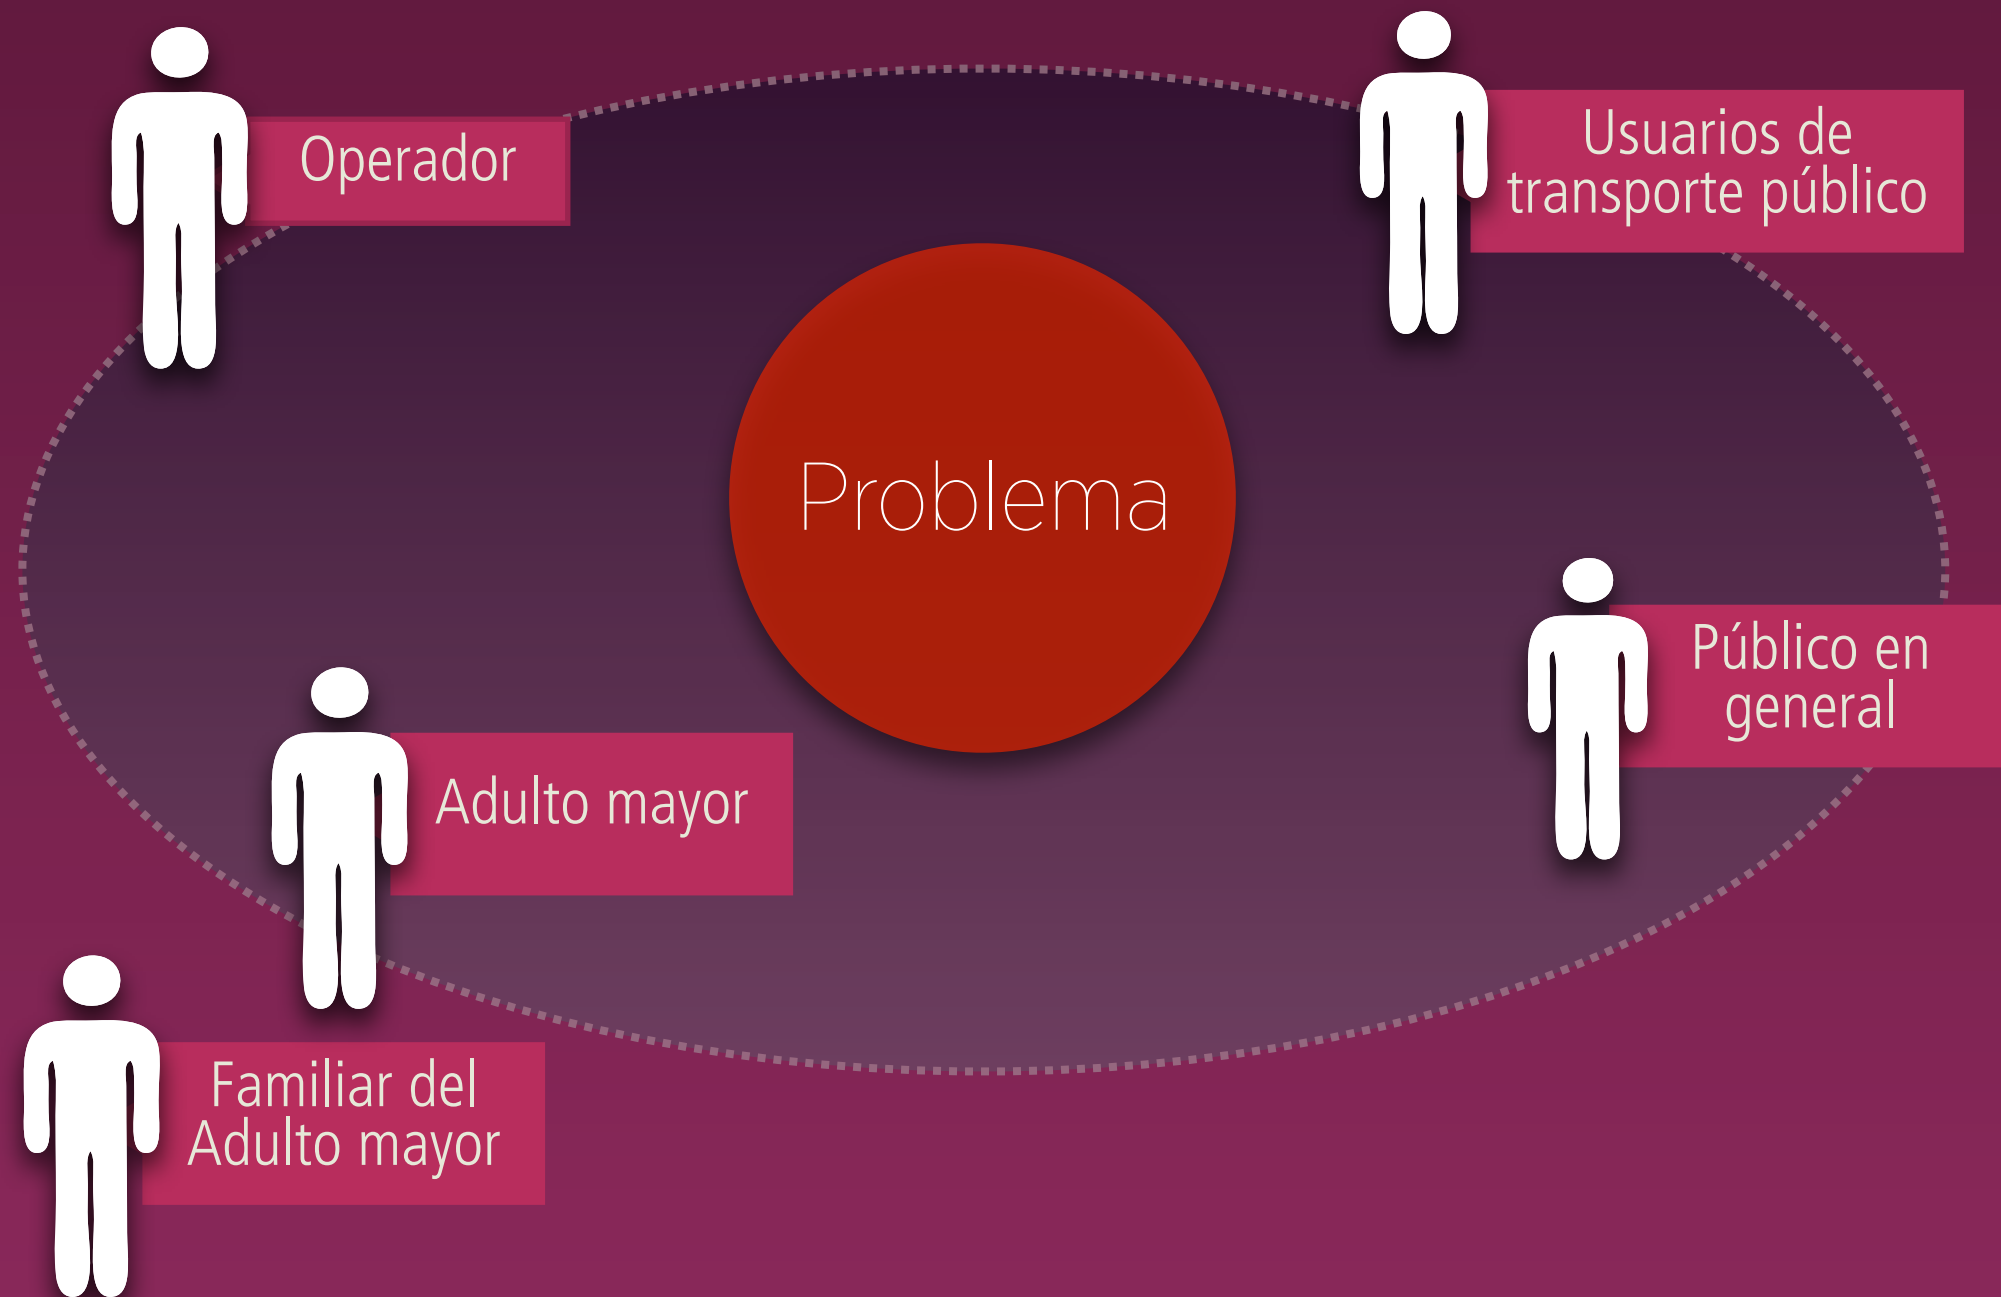 Operador
Usuarios de
transporte público
Problema
Público en
general
Adulto mayor
Familiar del
Adulto mayor